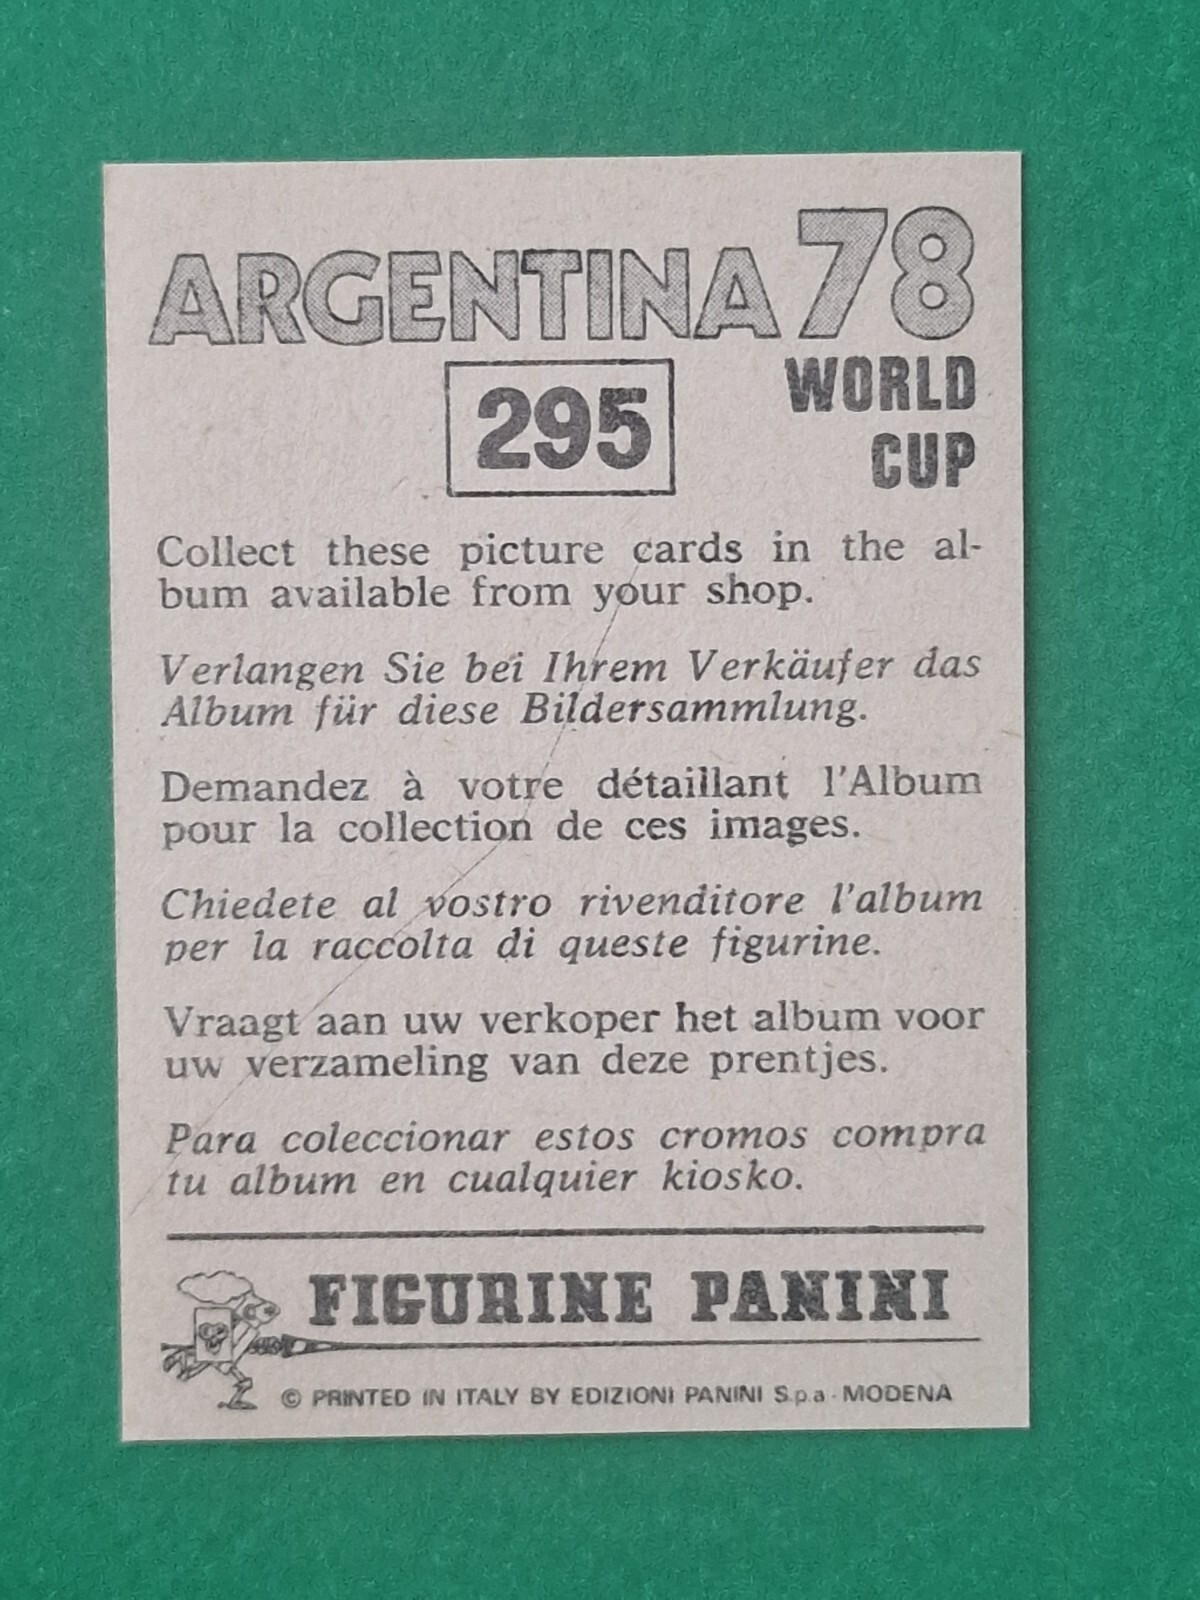 ARGENTINA 78
295
WORLD
CUP
Collect these picture cards in the al-
bum available from your shop.
Verlangen Sie bei Ihrem Verkäufer das
Album für diese Bildersammlung.
Demandez à votre détaillant l'Album
pour la collection de ces images.
Chiedete al vostro rivenditore l'album
per la raccolta di queste figurine.
Vraagt aan uw verkoper het album voor
uw verzameling van deze prentjes.
Para coleccionar estos cromos compra
tu album en cualquier kiosko.
FIGURINE PANINI
© PRINTED IN ITALY BY EDIZIONI PANINI S.p.a - MODENA